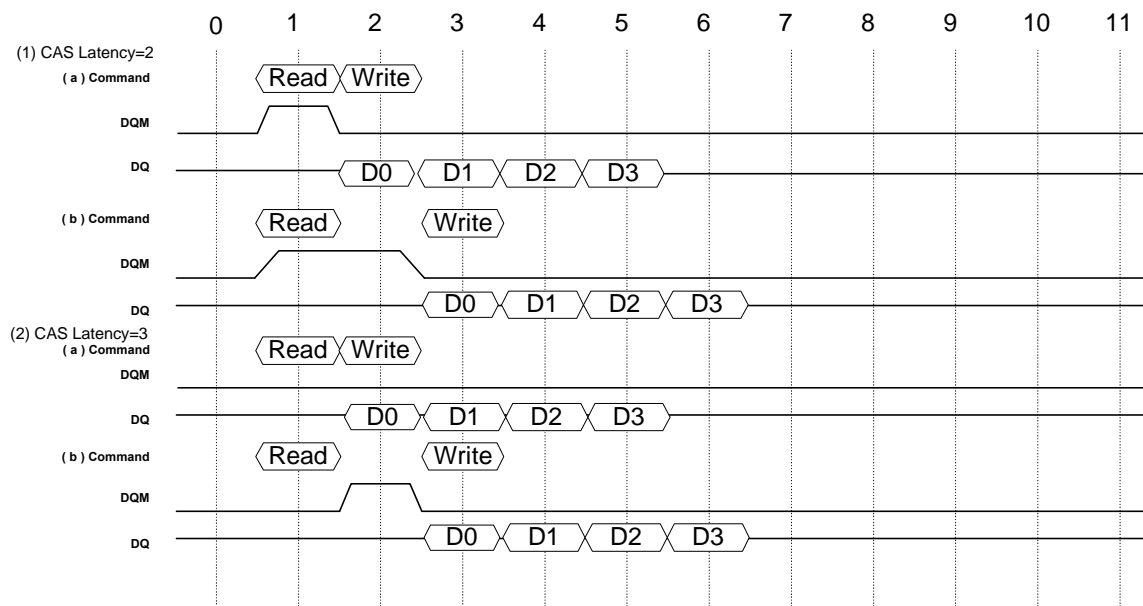 0 1 2 3 4 5 6 7 8 9 10 11
(1) CAS Latency=2
( a ) Command Read Write
DQM
DQ D0 D1 D2 D3
( b ) Command Read Write
DQM
DQ D0 D1 D2 D3
(2) CAS Latency=3
( a ) Command Read Write
DQM
DQ D0 D1 D2 D3
( b ) Command Read Write
DQM
DQ D0 D1 D2 D3